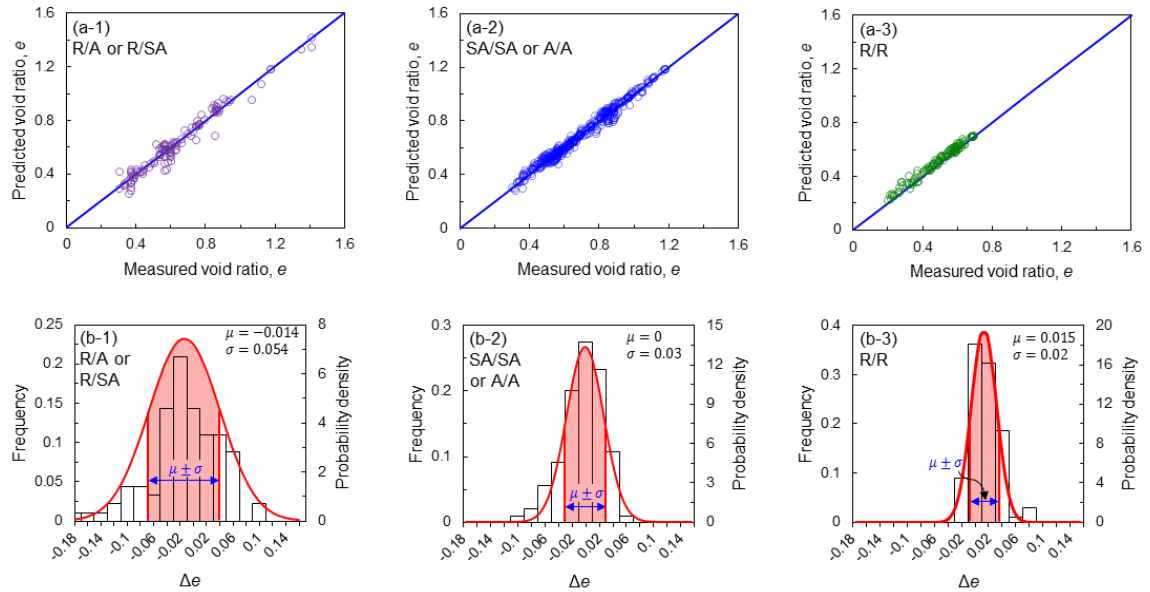 (a-1)
R/A or R/SA
Predicted void ratio, e
1.6
1.2
0.8
0.4
0
0
0.4
0.8
1.2
1.6
Measured void ratio, e
(a-2)
SA/SA or A/A
Predicted void ratio, e
1.6
1.2
0.8
0.4
0
0
0.4
0.8
1.2
1.6
Measured void ratio, e
(a-3)
R/R
Predicted void ratio, e
1.6
1.2
0.8
0.4
0
0
0.4
0.8
1.2
1.6
Measured void ratio, e
(b-1)
R/A or
R/SA
μ = −0.014
σ = 0.054
Frequency
0.25
0.2
0.15
0.1
0.05
0
Probability density
8
6
4
2
0
μ ± σ
-0.18
-0.14
-0.1
-0.06
-0.02
0.02
0.06
0.1
0.14
Δe
(b-2)
SA/SA
or A/A
μ = 0
σ = 0.03
Frequency
0.3
0.2
0.1
0
Probability density
15
12
9
6
3
0
μ ± σ
-0.18
-0.14
-0.1
-0.06
-0.02
0.02
0.06
0.1
0.14
Δe
(b-3)
R/R
μ = 0.015
σ = 0.02
Frequency
0.4
0.3
0.2
0.1
0
Probability density
20
16
12
8
4
0
μ ± σ
-0.18
-0.14
-0.1
-0.06
-0.02
0.02
0.06
0.1
0.14
Δe